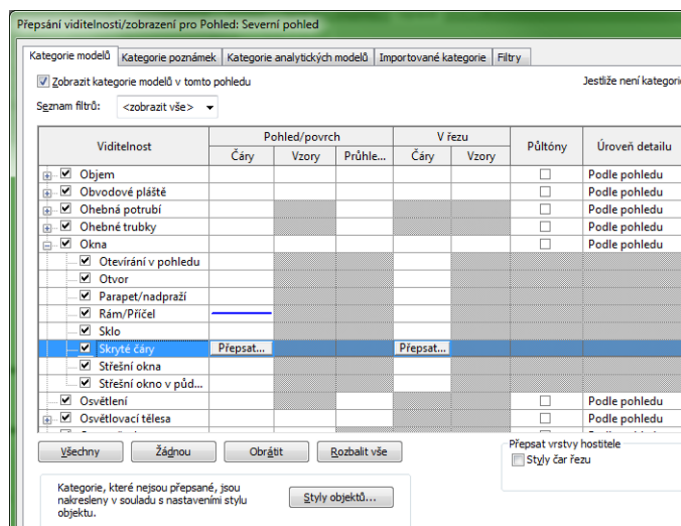 Přepsání viditelnosti/zobrazení pro Pohled: Severní pohled
Kategorie modelů Kategorie poznámek Kategorie analytických modelů Importované kategorie Filtry
Zobrazit kategorie modelů v tomto pohledu Jestliže není kategorie
Seznam filtrů: <zobrazit vše>
Viditelnost Pohled/povrch V řezu Půltóny Úroveň detailu
Čáry Vzory Průhle... Čáry Vzory
Objem Podle pohledu
Obvodové pláště Podle pohledu
Ohebná potrubí Podle pohledu
Ohebné trubky Podle pohledu
Okna Podle pohledu
Otevírání v pohledu
Otvor
Parapet/nadpraží
Rám/Příčel
Sklo
Skryté čáry Přepsat... Přepsat...
Střešní okna
Střešní okno v půd...
Osvětlení Podle pohledu
Osvětlovací tělesa Podle pohledu
Všechny Žádnou Obrátit Rozbalit vše
Přepsat vrstvy hostitele
Styly čar řezu
Kategorie, které nejsou přepsané, jsou
nakresleny v souladu s nastaveními stylu
objektu.
Styly objektů...